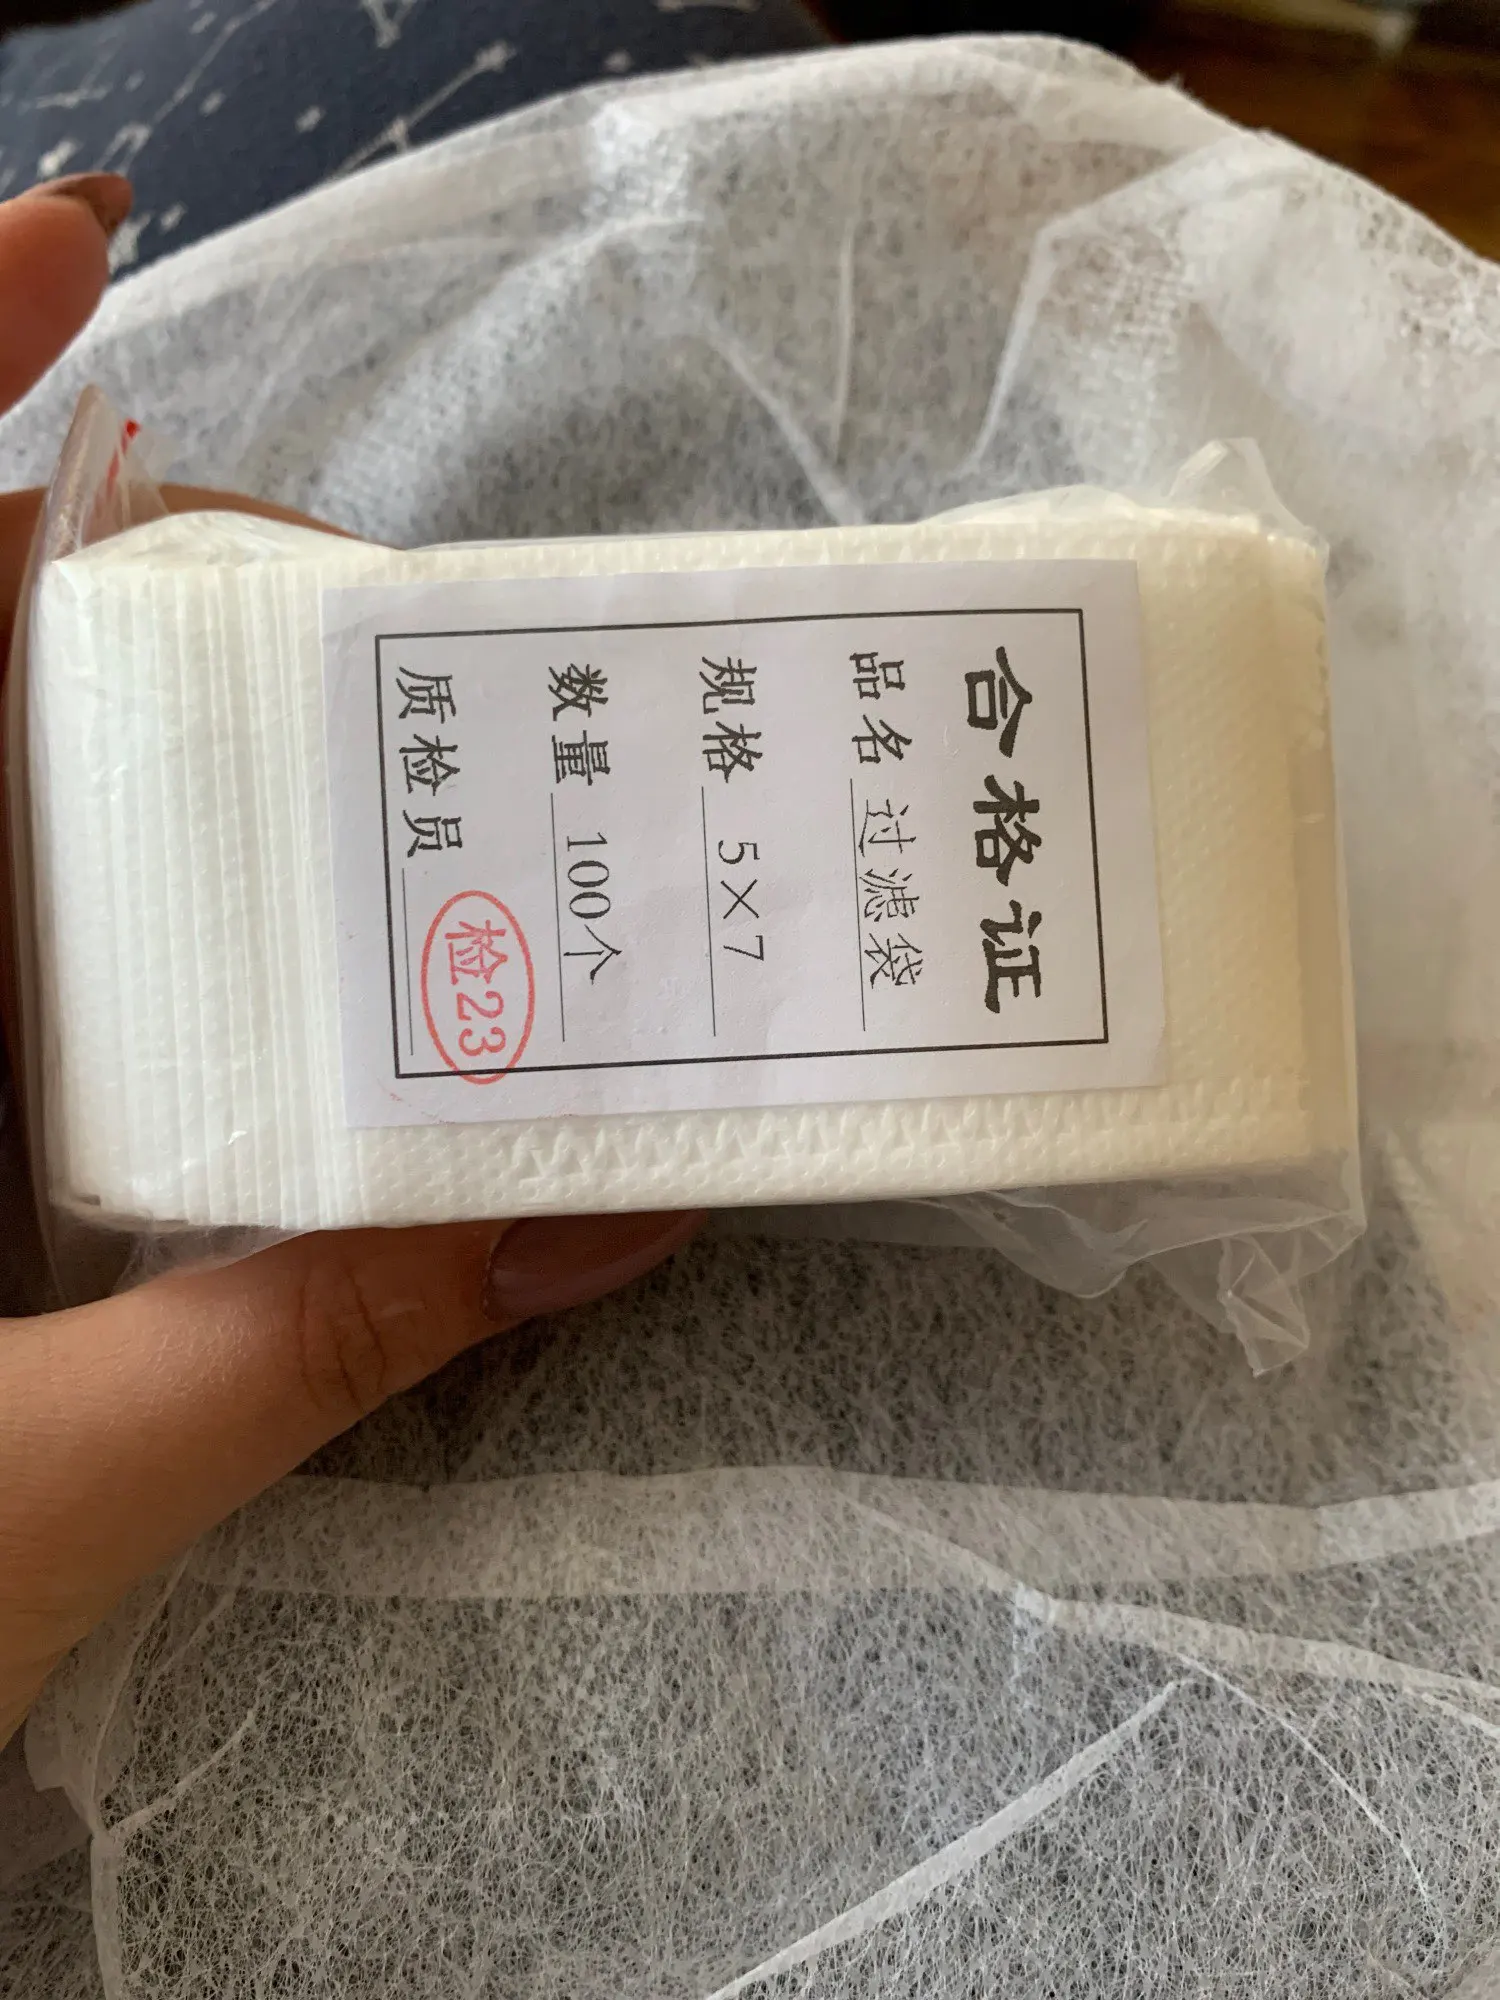 合格证
品名 过滤袋
规格 5×7
数量 100个
质检员
检23